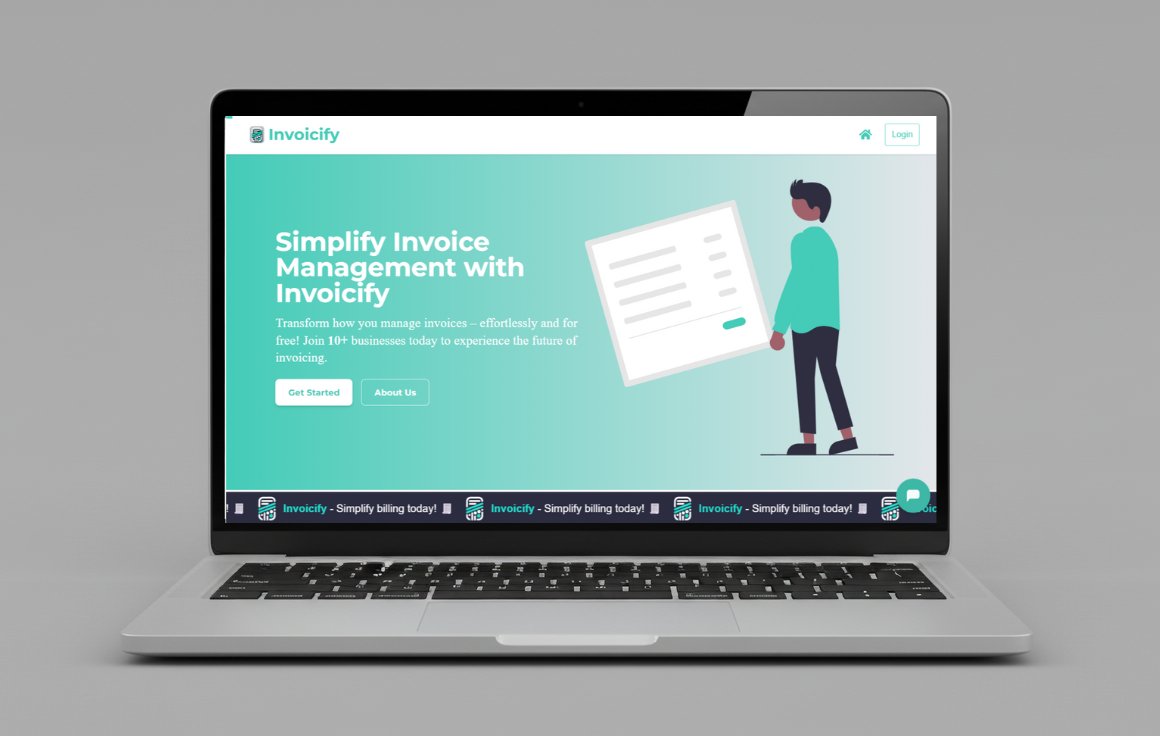 Invoicify
Login
Simplify Invoice
Management with
Invoicify
Transform how you manage invoices – effortlessly and for
free! Join 10+ businesses today to experience the future of
invoicing.
Get Started
About Us
! Invoicify - Simplify billing today! Invoicify - Simplify billing today! Invoicify - Simplify billing today!